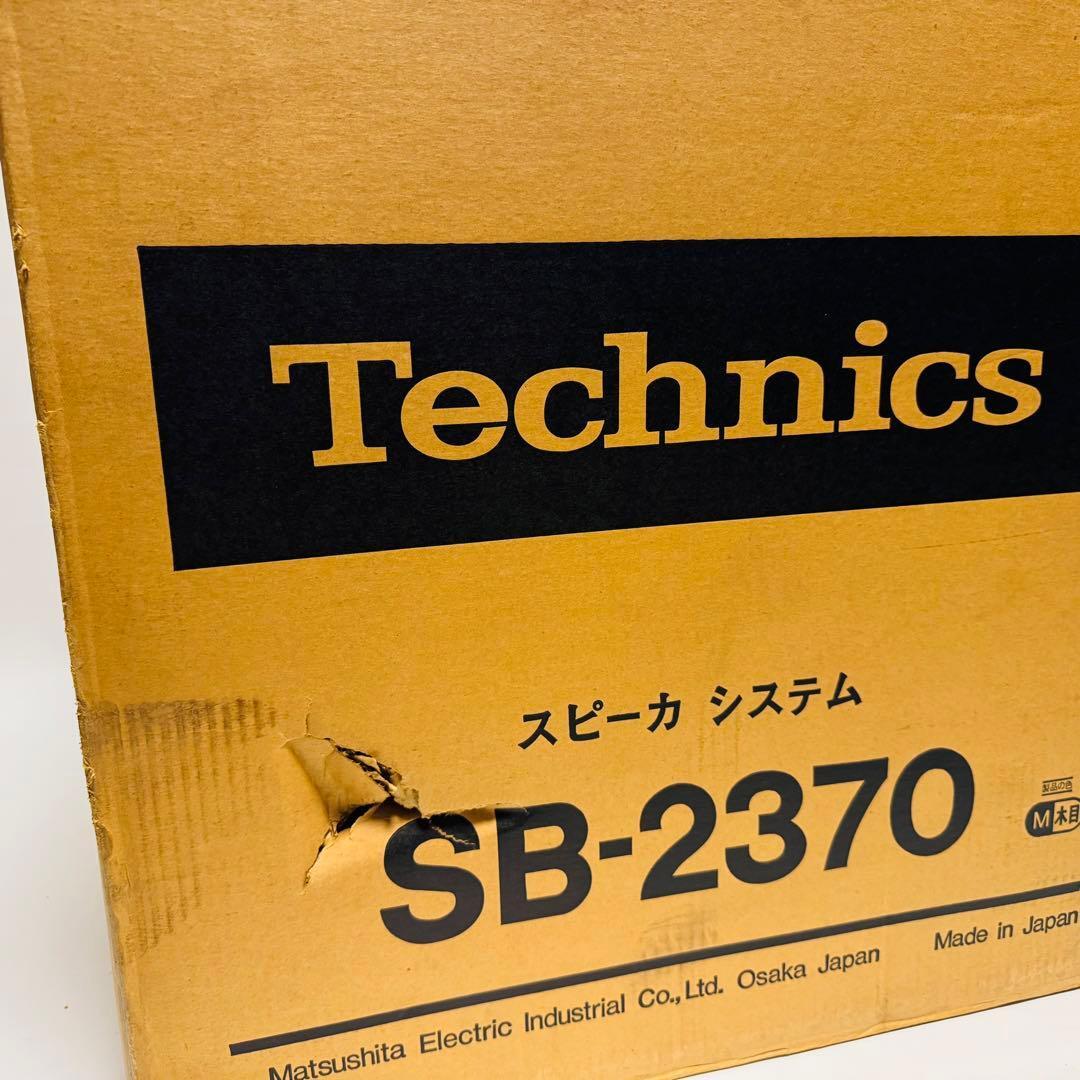 Technics
スピーカ システム
SB-2370
製品の色
M 木目
Made in Japan
Matsushita Electric Industrial Co.,Ltd. Osaka Japan